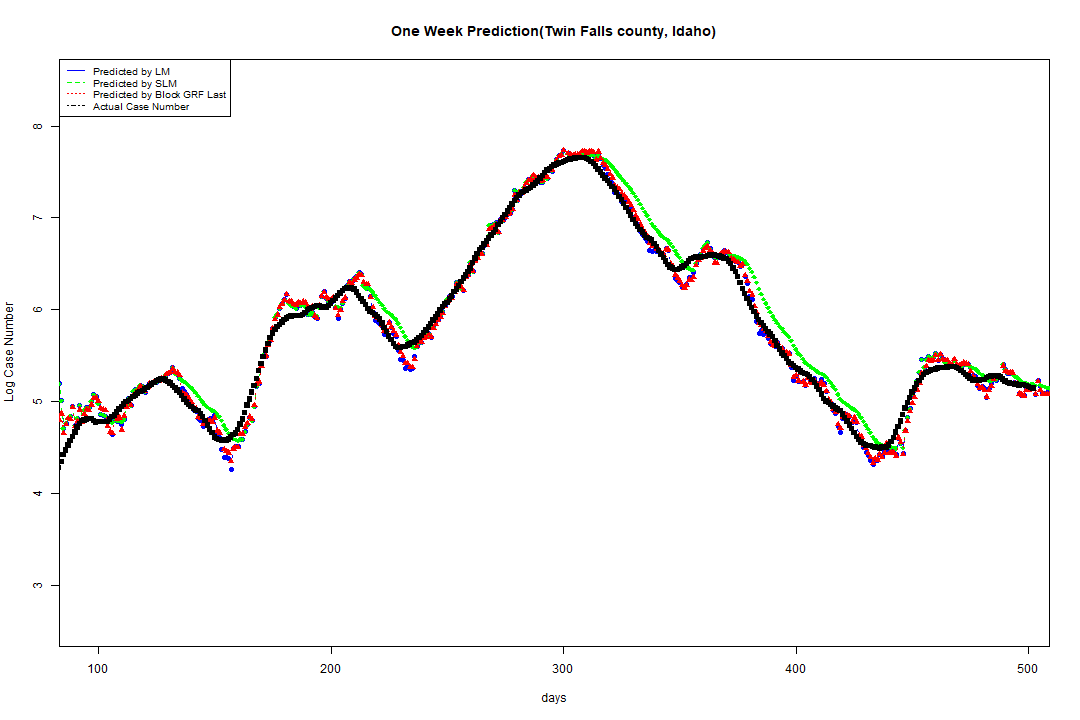 One Week Prediction(Twin Falls county, Idaho)
Predicted by LM
Predicted by SLM
Predicted by Block GRF Last
Actual Case Number
8
7
6
5
4
3
Log Case Number
100 200 300 400 500
days